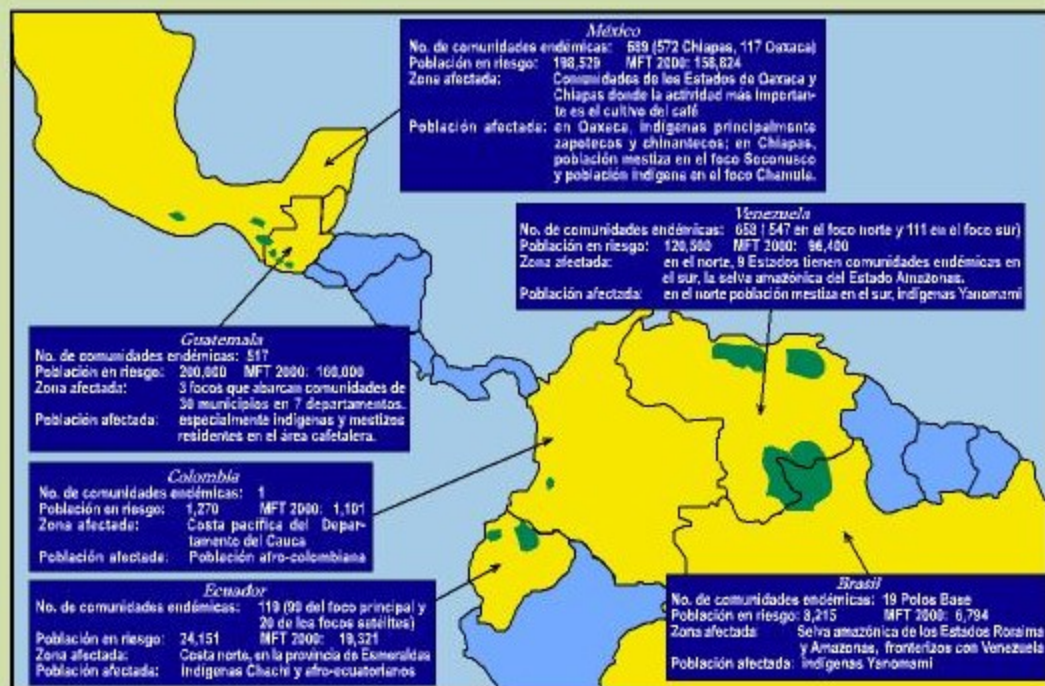 México
No. de comunidades endémicas: 689 (572 Chiapas, 117 Oaxaca)
Población en riesgo: 198,529 MFT 2000: 158,824
Zona afectada: Comunidades de los Estados de Oaxaca y
Chiapas donde la actividad más importan-
te es el cultivo del café
Población afectada: en Oaxaca, indígenas principalmente
zapotecos y chinantecos; en Chiapas,
población mestiza en el foco Soconusco
y población indígena en el foco Chamula.
Venezuela
No. de comunidades endémicas: 658 (547 en el foco norte y 111 en el foco sur)
Población en riesgo: 120,500 MFT 2000: 96,400
Zona afectada: en el norte, 9 Estados tienen comunidades endémicas en
el sur, la selva amazónica del Estado Amazonas.
Población afectada: en el norte población mestiza en el sur, indígenas Yanomami
Guatemala
No. de comunidades endémicas: 517
Población en riesgo: 200,000 MFT 2000: 160,000
Zona afectada: 3 focos que abarcan comunidades de
30 municipios en 7 departamentos.
Población afectada: especialmente indígenas y mestizos
residentes en el área cafetalera.
Colombia
No. de comunidades endémicas: 1
Población en riesgo: 1,270 MFT 2000: 1,101
Zona afectada: Costa pacífica del Depar-
tamento del Cauca
Población afectada: Población afro-colombiana
Ecuador
No. de comunidades endémicas: 119 (99 del foco principal y
20 de los focos satélites)
Población en riesgo: 24,151 MFT 2000: 19,321
Zona afectada: Costa norte, en la provincia de Esmeraldas
Población afectada: Indígenas Chachi y afro-ecuatorianos
Brasil
No. de comunidades endémicas: 19 Polos Base
Población en riesgo: 8,215 MFT 2000: 6,794
Zona afectada Selva amazónica de los Estados Roraima
y Amazonas, fronterizos con Venezuela
Población afectada: indígenas Yanomami